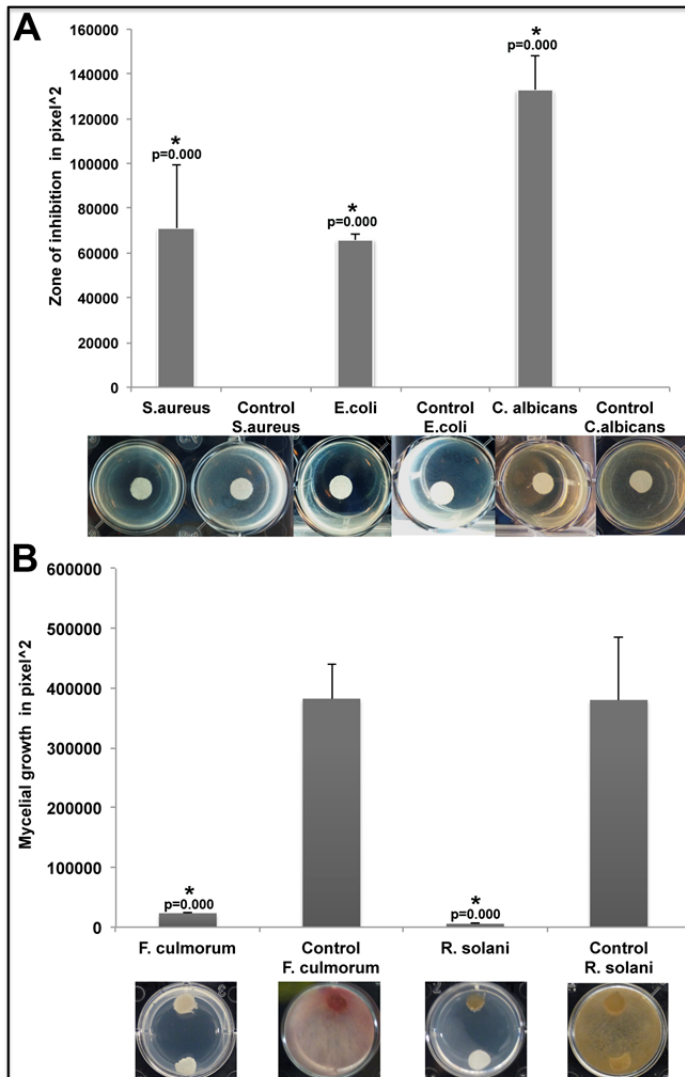 A
Zone of inhibition in pixel^2
160000
140000
120000
100000
80000
60000
40000
20000
0
*
p=0.000
*
p=0.000
*
p=0.000
S.aureus
Control
S.aureus
E.coli
Control
E.coli
C. albicans
Control
C.albicans
B
Mycelial growth in pixel^2
600000
500000
400000
300000
200000
100000
0
*
p=0.000
*
p=0.000
F. culmorum
Control
F. culmorum
R. solani
Control
R. solani